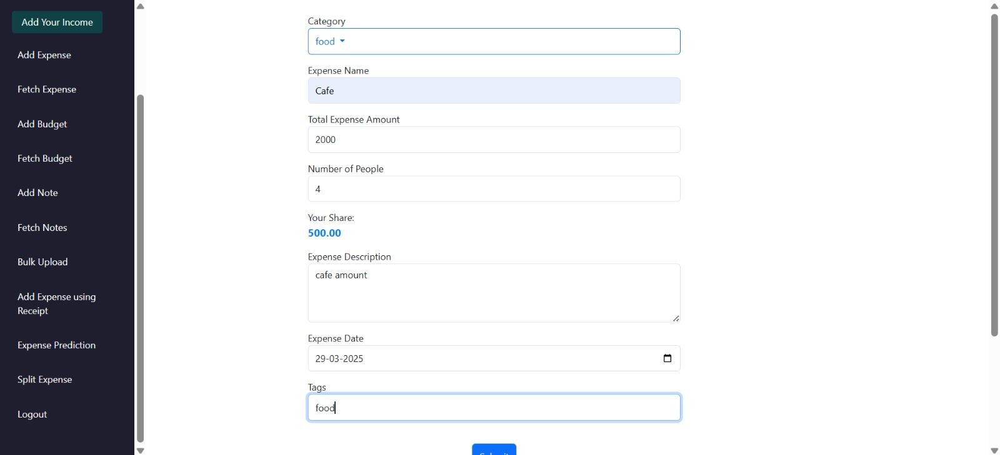 Add Your Income
Add Expense
Fetch Expense
Add Budget
Fetch Budget
Add Note
Fetch Notes
Bulk Upload
Add Expense using
Receipt
Expense Prediction
Split Expense
Logout
Category
food
Expense Name
Cafe
Total Expense Amount
2000
Number of People
4
Your Share:
500.00
Expense Description
cafe amount
Expense Date
29-03-2025
Tags
food
Submit